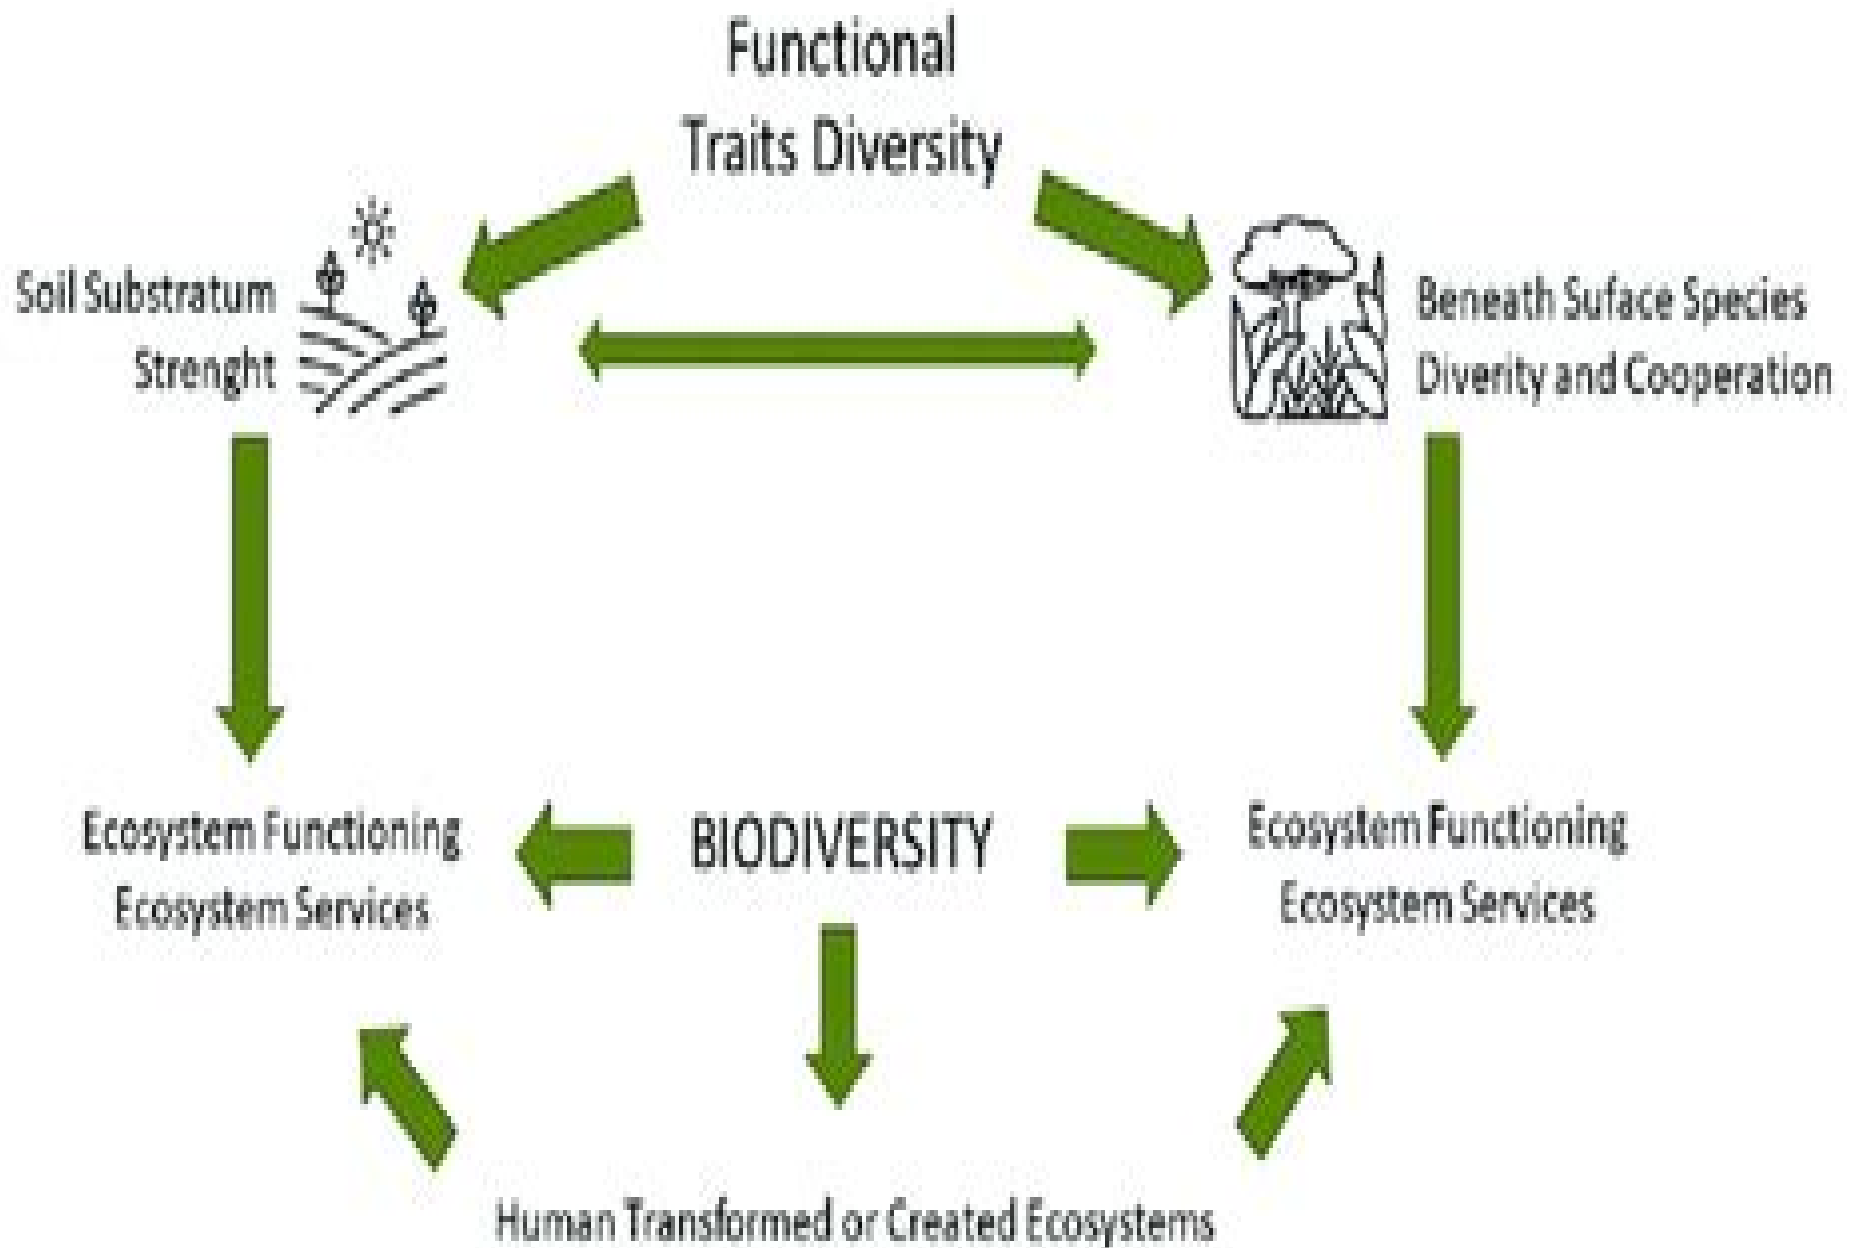 Functional
Traits Diversity
Soil Substratum
Strenght
Beneath Suface Species
Diverity and Cooperation
Ecosystem Functioning
Ecosystem Services
BIODIVERSITY
Ecosystem Functioning
Ecosystem Services
Human Transformed or Created Ecosystems